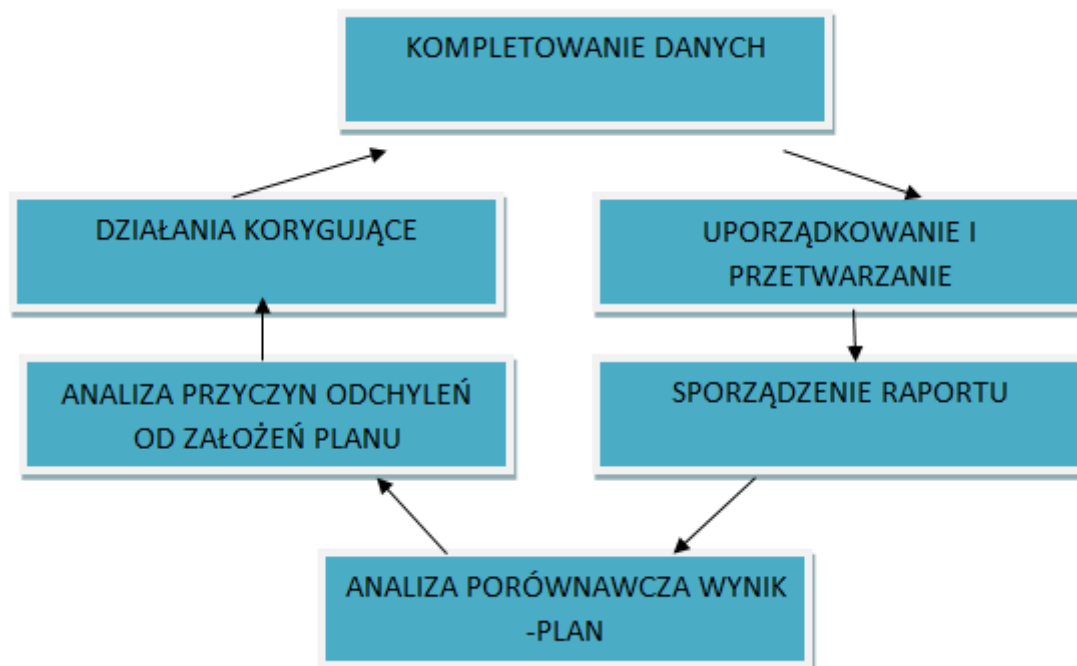 KOMPLETOWANIE DANYCH
DZIAŁANIA KORYGUJĄCE
UPORZĄDKOWANIE I
PRZETWARZANIE
ANALIZA PRZYCZYN ODCHYLEŃ
OD ZAŁOŻEŃ PLANU
SPORZĄDZENIE RAPORTU
ANALIZA PORÓWNAWCZA WYNIK
-PLAN